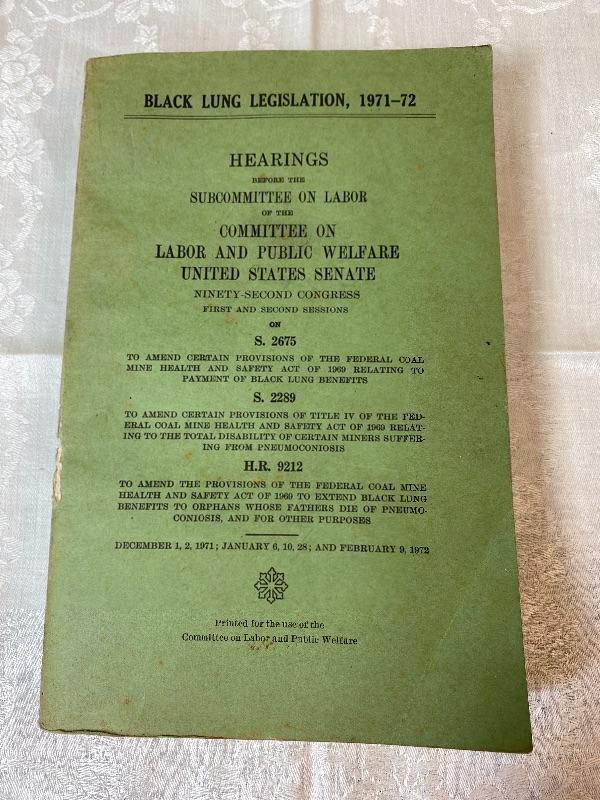 BLACK LUNG LEGISLATION, 1971–72
HEARINGS
BEFORE THE
SUBCOMMITTEE ON LABOR
OF THE
COMMITTEE ON
LABOR AND PUBLIC WELFARE
UNITED STATES SENATE
NINETY-SECOND CONGRESS
FIRST AND SECOND SESSIONS
ON
S. 2675
TO AMEND CERTAIN PROVISIONS OF THE FEDERAL COAL
MINE HEALTH AND SAFETY ACT OF 1969 RELATING TO
PAYMENT OF BLACK LUNG BENEFITS
S. 2289
TO AMEND CERTAIN PROVISIONS OF TITLE IV OF THE FED-
ERAL COAL MINE HEALTH AND SAFETY ACT OF 1969 RELAT-
ING TO THE TOTAL DISABILITY OF CERTAIN MINERS SUFFER-
ING FROM PNEUMOCONIOSIS
H.R. 9212
TO AMEND THE PROVISIONS OF THE FEDERAL COAL MINE
HEALTH AND SAFETY ACT OF 1969 TO EXTEND BLACK LUNG
BENEFITS TO ORPHANS WHOSE FATHERS DIE OF PNEUMO-
CONIOSIS, AND FOR OTHER PURPOSES
DECEMBER 1, 2, 1971; JANUARY 6, 10, 28; AND FEBRUARY 9, 1972
Printed for the use of the
Committee on Labor and Public Welfare